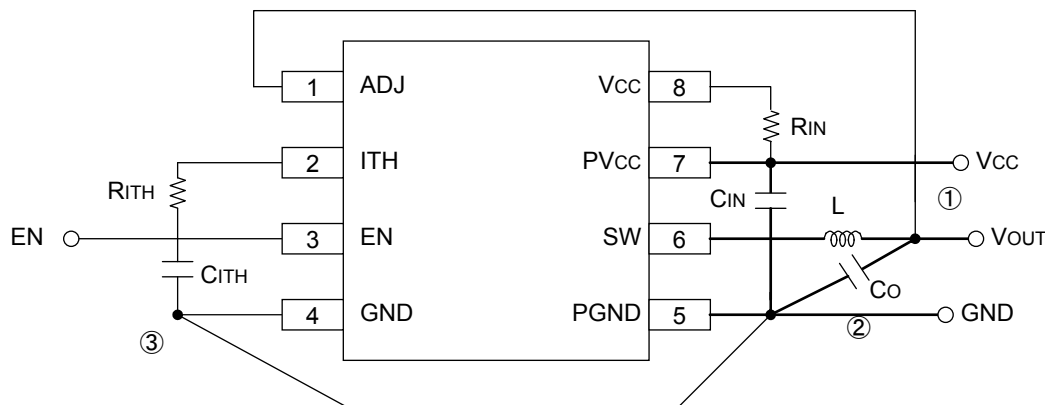 1 ADJ VCC 8
RIN
2 ITH PVCC 7 VCC
RITH CIN ①
L
EN 3 EN SW 6 VOUT
CITH CO
4 GND PGND 5 GND
③ ②